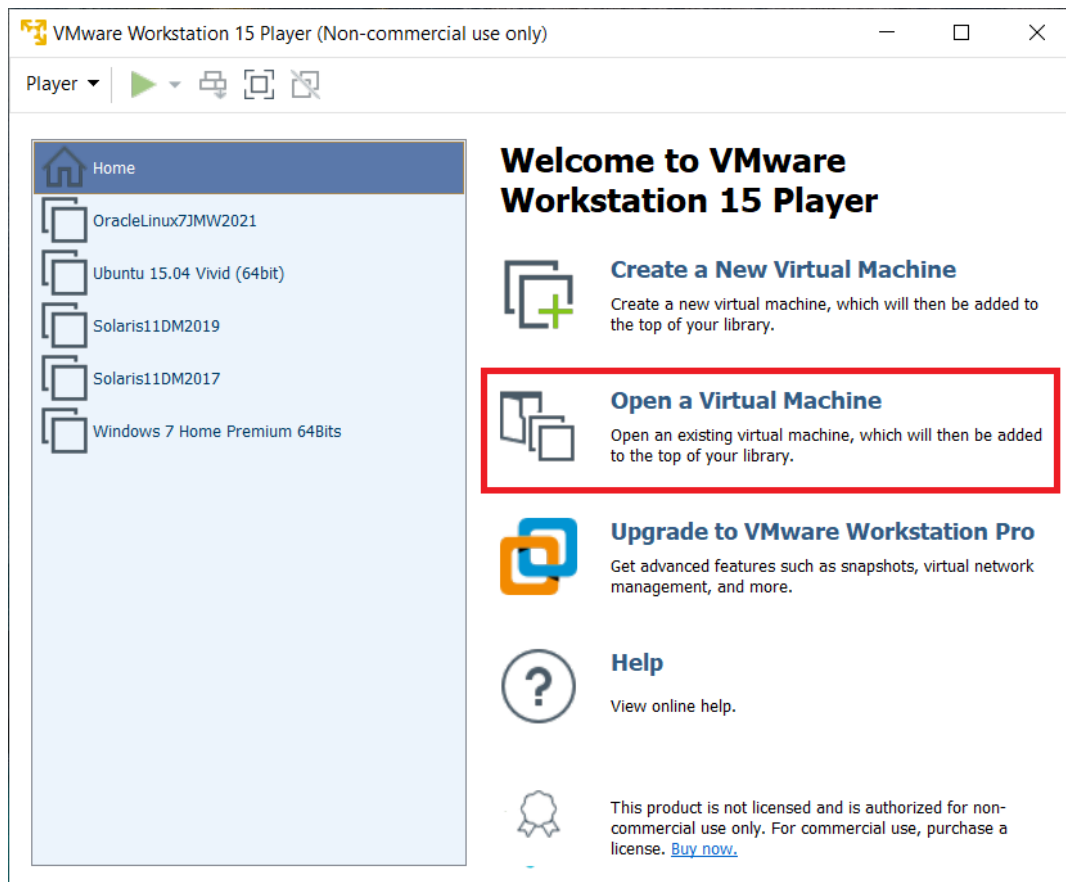 VMware Workstation 15 Player (Non-commercial use only)
Player
Home
OracleLinux7JMW2021
Ubuntu 15.04 Vivid (64bit)
Solaris11DM2019
Solaris11DM2017
Windows 7 Home Premium 64Bits
Welcome to VMware
Workstation 15 Player
Create a New Virtual Machine
Create a new virtual machine, which will then be added to
the top of your library.
Open a Virtual Machine
Open an existing virtual machine, which will then be added
to the top of your library.
Upgrade to VMware Workstation Pro
Get advanced features such as snapshots, virtual network
management, and more.
?
Help
View online help.
This product is not licensed and is authorized for non-
commercial use only. For commercial use, purchase a
license. Buy now.